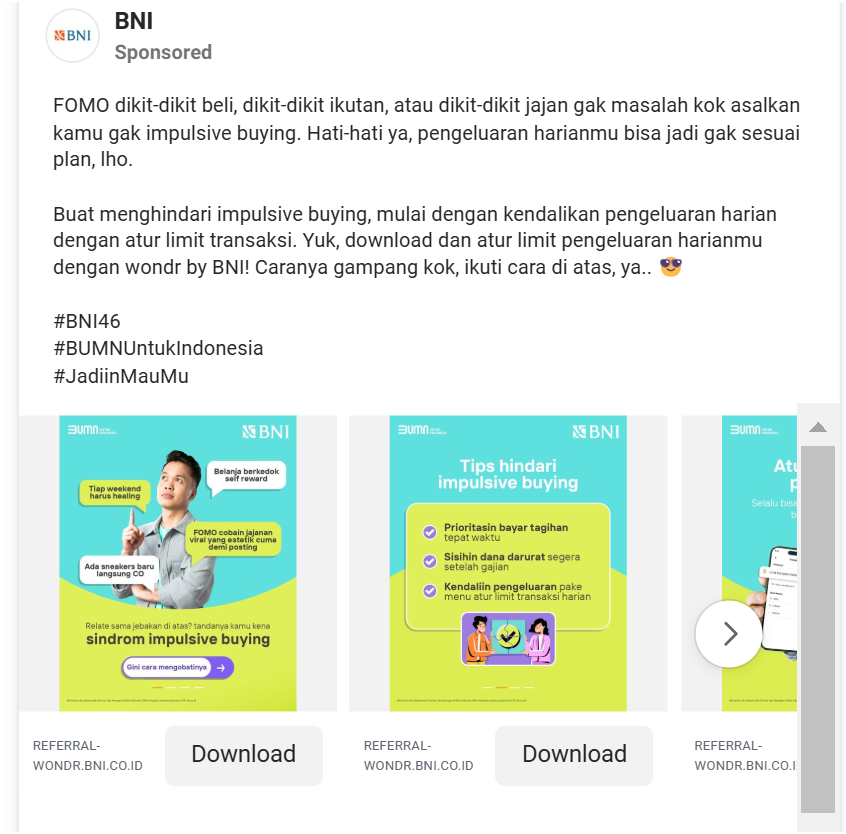 BNI
Sponsored
BNI
FOMO dikit-dikit beli, dikit-dikit ikutan, atau dikit-dikit jajan gak masalah kok asalkan
kamu gak impulsive buying. Hati-hati ya, pengeluaran harianmu bisa jadi gak sesuai
plan, lho.
Buat menghindari impulsive buying, mulai dengan kendalikan pengeluaran harian
dengan atur limit transaksi. Yuk, download dan atur limit pengeluaran harianmu
dengan wondr by BNI! Caranya gampang kok, ikuti cara di atas, ya.. 😎
#BNI46
#BUMNUntukIndonesia
#JadiinMauMu
BUMN
BNI
Belanja berkedok
self reward
Tiap weekend
harus healing
FOMO cobain jajanan
viral yang estetik cuma
demi posting
Ada sneakers baru
langsung CO
Relate sama jebakan di atas? tandanya kamu kena
sindrom impulsive buying
Gini cara mengobatinya →
REFERRAL-
WONDR.BNI.CO.ID
Download
BUMN
BNI
Tips hindari
impulsive buying
Prioritasin bayar tagihan
tepat waktu
Sisihin dana darurat segera
setelah gajian
Kendaliin pengeluaran pake
menu atur limit transaksi harian
REFERRAL-
WONDR.BNI.CO.ID
Download
BUMN
Atu
p
Selalu bisa
b
REFERRAL-
WONDR.BNI.CO.I